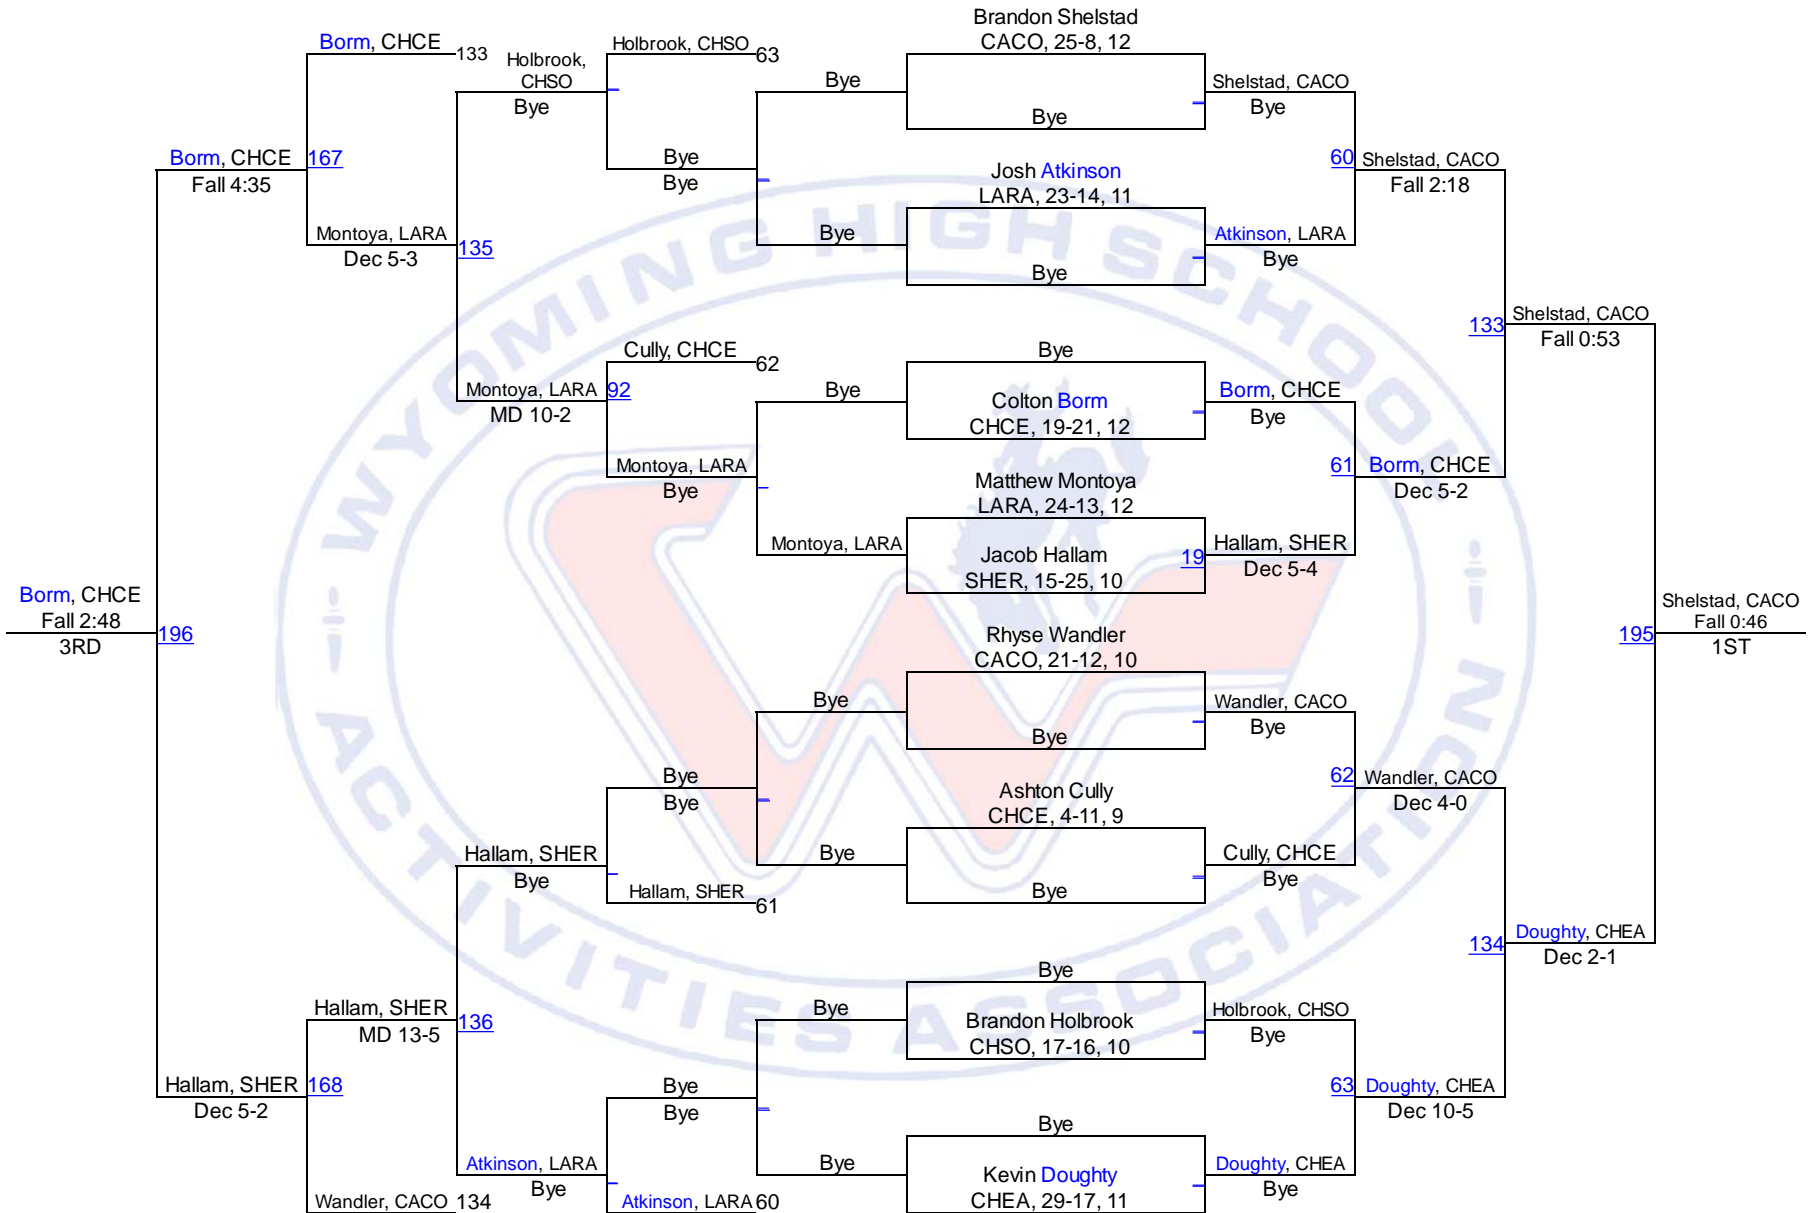 Brandon Shelstad
CACO, 25-8, 12
Borm, CHCE
133
Holbrook,
CHSO
Bye
Holbrook, CHSO
63
Bye
Bye
Shelstad, CACO
Bye
Borm, CHCE
Fall 4:35
167
Bye
Bye
Josh Atkinson
LARA, 23-14, 11
60
Shelstad, CACO
Fall 2:18
Montoya, LARA
Dec 5-3
135
Bye
Bye
Atkinson, LARA
Bye
133
Shelstad, CACO
Fall 0:53
Cully, CHCE
62
Bye
Montoya, LARA
MD 10-2
92
Bye
Colton Borm
CHCE, 19-21, 12
Borm, CHCE
Bye
Montoya, LARA
Bye
Matthew Montoya
LARA, 24-13, 12
61
Borm, CHCE
Dec 5-2
Montoya, LARA
Jacob Hallam
SHER, 15-25, 10
19
Hallam, SHER
Dec 5-4
Borm, CHCE
Fall 2:48
3RD
196
195
Shelstad, CACO
Fall 0:46
1ST
Rhyse Wandler
CACO, 21-12, 10
Bye
Bye
Wandler, CACO
Bye
Bye
Bye
Ashton Cully
CHCE, 4-11, 9
62
Wandler, CACO
Dec 4-0
Hallam, SHER
Bye
Bye
Bye
Cully, CHCE
Bye
Hallam, SHER
61
134
Doughty, CHEA
Dec 2-1
Bye
Hallam, SHER
MD 13-5
136
Bye
Brandon Holbrook
CHSO, 17-16, 10
Holbrook, CHSO
Bye
Hallam, SHER
Dec 5-2
168
Bye
Bye
63
Doughty, CHEA
Dec 10-5
Bye
Atkinson, LARA
Bye
Bye
Kevin Doughty
CHEA, 29-17, 11
Doughty, CHEA
Bye
Wandler, CACO
134
Atkinson, LARA
60
WYOMING HIGH SCHOOL
ACTIVITIES ASSOCIATION